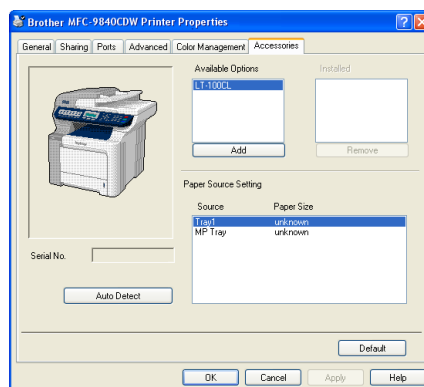 Brother MFC-9840CDW Printer Properties
General Sharing Ports Advanced Color Management Accessories
Available Options Installed
LT-100CL
Add Remove
Paper Source Setting
Source Paper Size
Tray1 unknown
MP Tray unknown
Serial No.
Auto Detect
Default
OK Cancel Apply Help